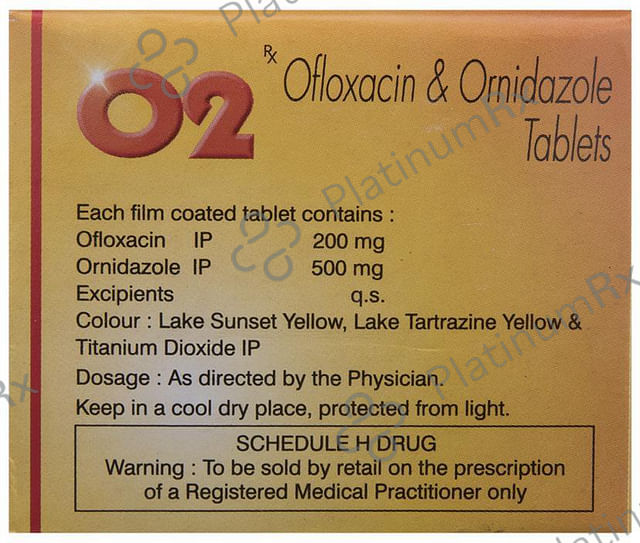 O2
Rx Ofloxacin & Ornidazole
Tablets
Each film coated tablet contains :
Ofloxacin IP 200 mg
Ornidazole IP 500 mg
Excipients q.s.
Colour : Lake Sunset Yellow, Lake Tartrazine Yellow &
Titanium Dioxide IP
Dosage : As directed by the Physician.
Keep in a cool dry place, protected from light.
SCHEDULE H DRUG
Warning : To be sold by retail on the prescription
of a Registered Medical Practitioner only
PlatinumRx
PlatinumRx